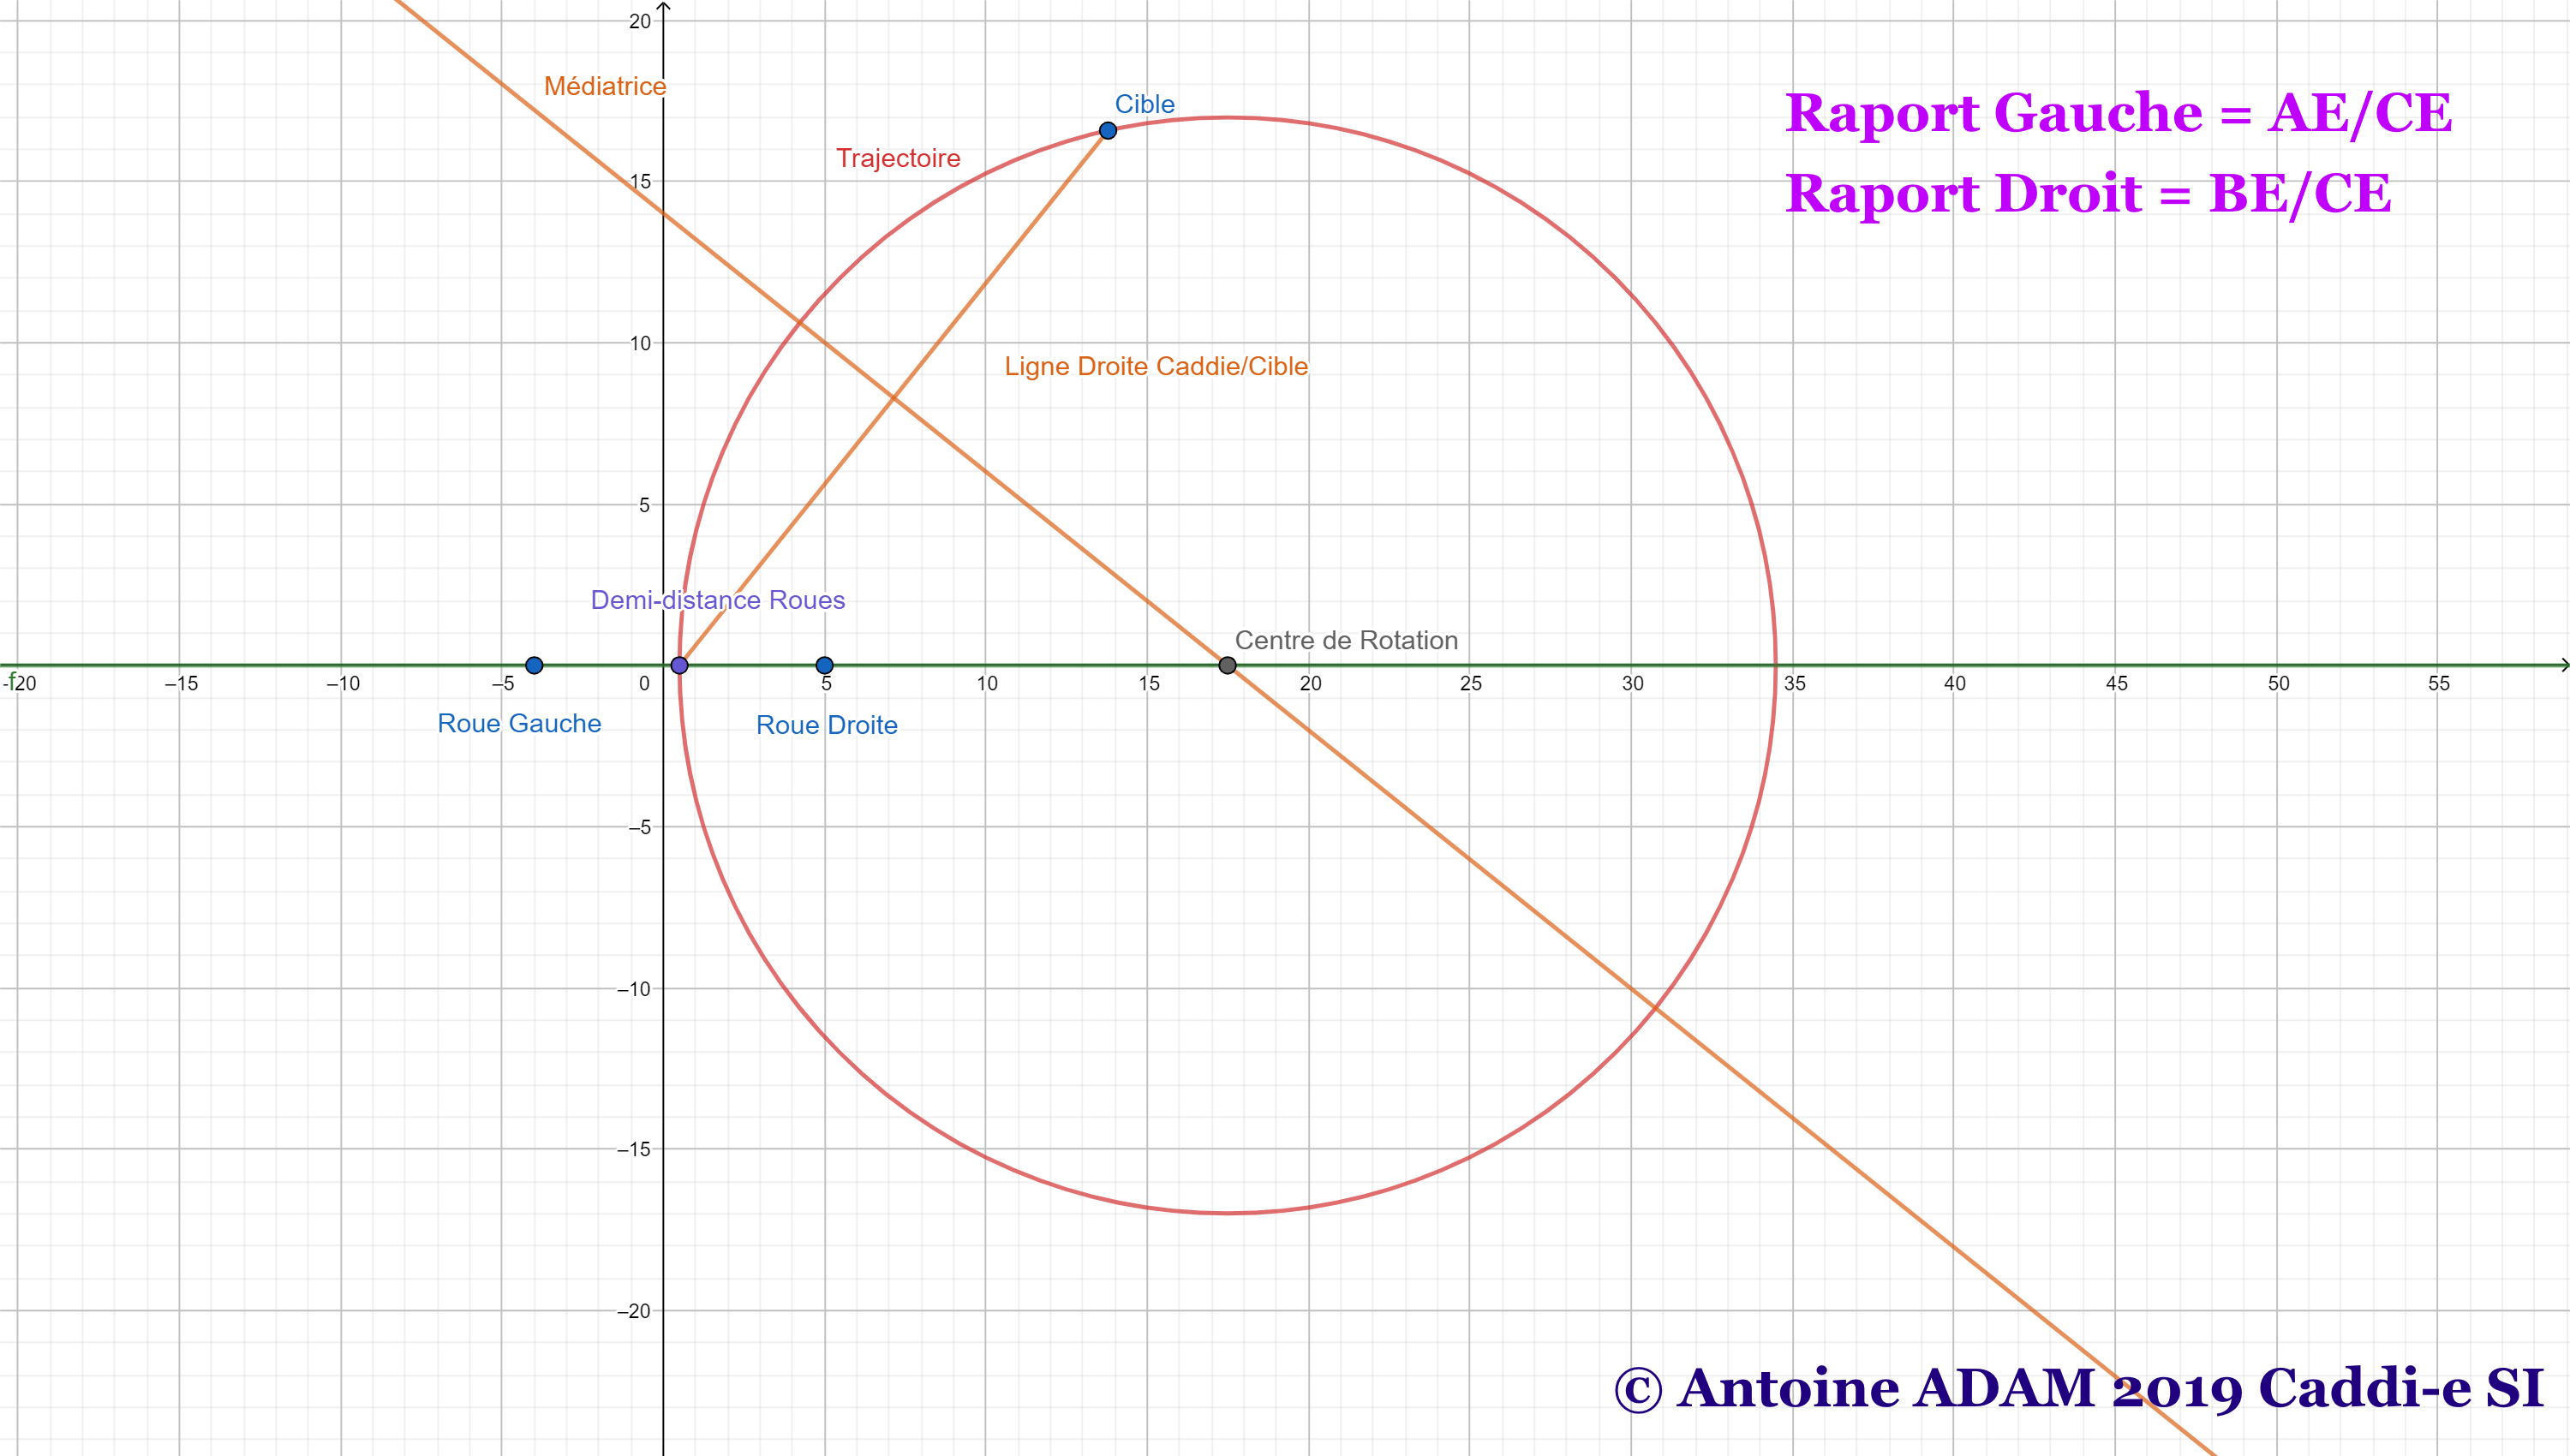 20
Médiatrice
Cible
Raport Gauche = AE/CE
Trajectoire
15
Raport Droit = BE/CE
10
Ligne Droite Caddie/Cible
5
Demi-distance Roues
Centre de Rotation
-f20 –15 –10 –5 0 5 10 15 20 25 30 35 40 45 50 55
Roue Gauche
Roue Droite
–5
–10
–15
–20
© Antoine ADAM 2019 Caddi-e SI